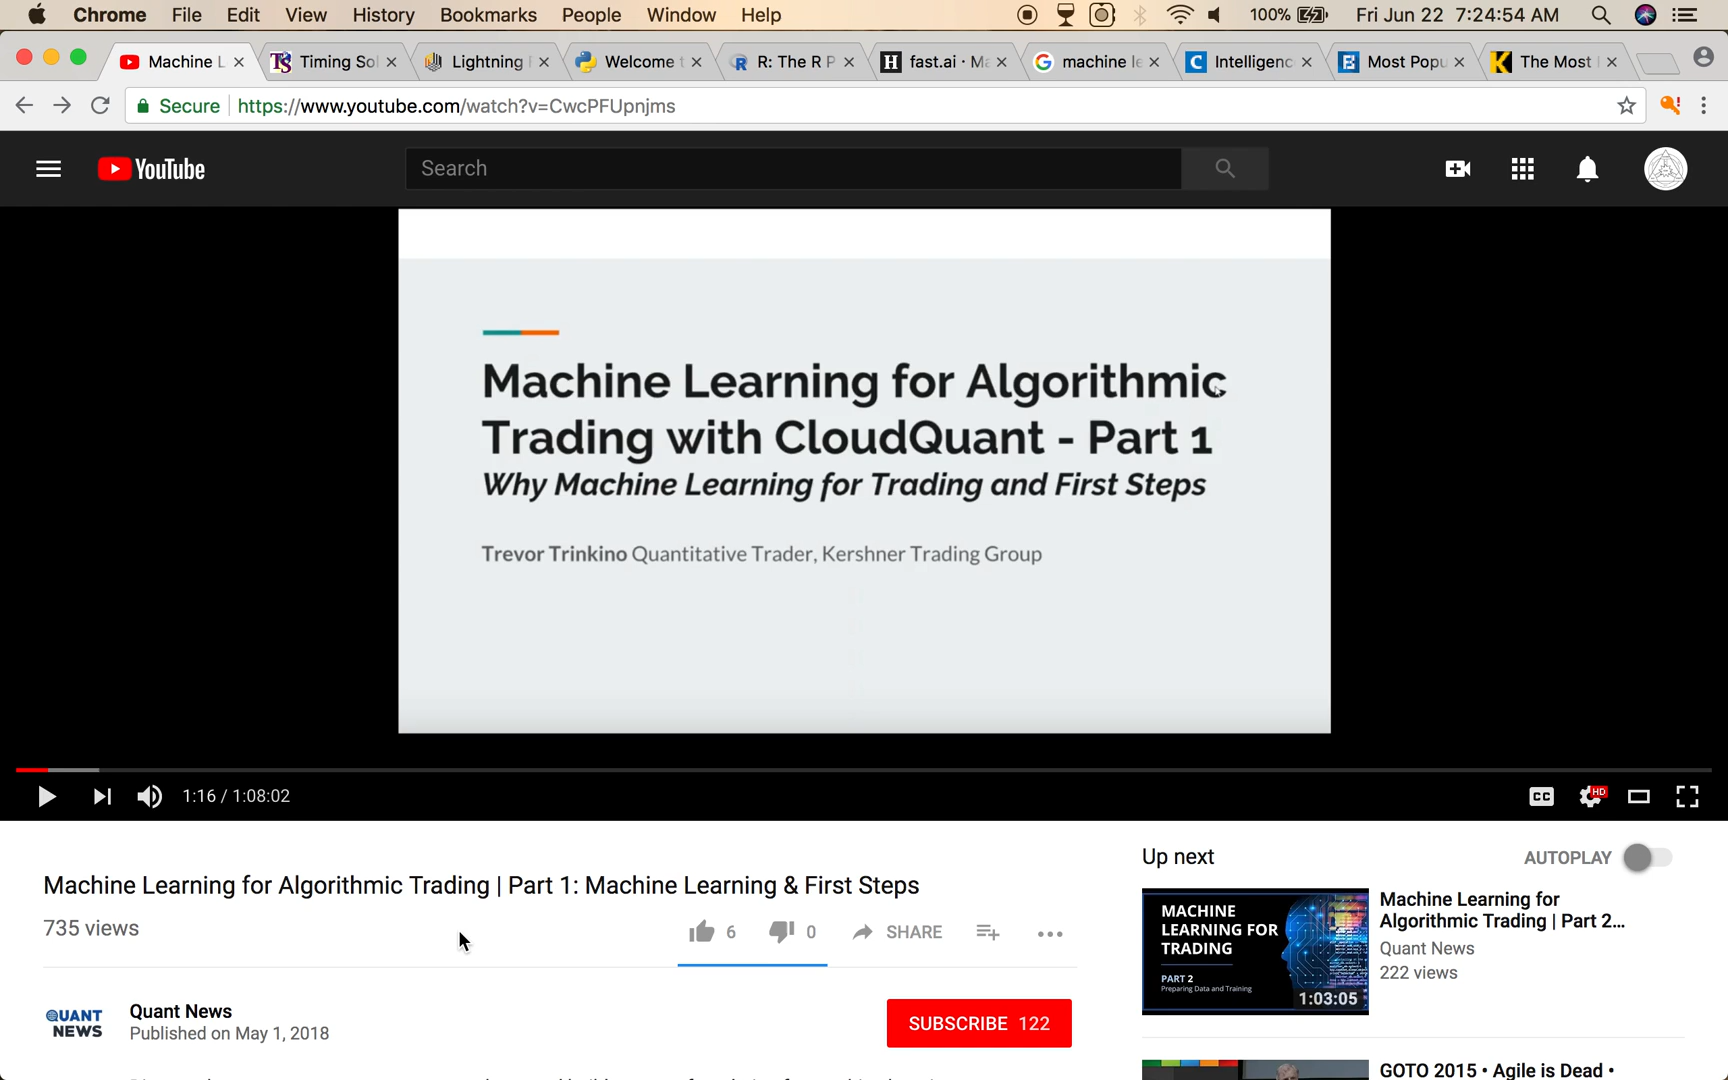 Chrome File Edit View History Bookmarks People Window Help 100% Fri Jun 22 7:24:54 AM
Machine L Timing Sol Lightning Welcome t R: The R P fast.ai · Ma machine le Intelligenc Most Popu The Most
Secure https://www.youtube.com/watch?v=CwcPFUpnjms
YouTube Search
Machine Learning for Algorithmic
Trading with CloudQuant - Part 1
Why Machine Learning for Trading and First Steps
Trevor Trinkino Quantitative Trader, Kershner Trading Group
1:16 / 1:08:02 CC HD
Machine Learning for Algorithmic Trading | Part 1: Machine Learning & First Steps
735 views
6 0 SHARE
QUANT NEWS
Quant News
Published on May 1, 2018
SUBSCRIBE 122
Up next AUTOPLAY
MACHINE
LEARNING FOR
TRADING
PART 2
Preparing Data and Training
1:03:05
Machine Learning for
Algorithmic Trading | Part 2...
Quant News
222 views
GOTO 2015 • Agile is Dead •